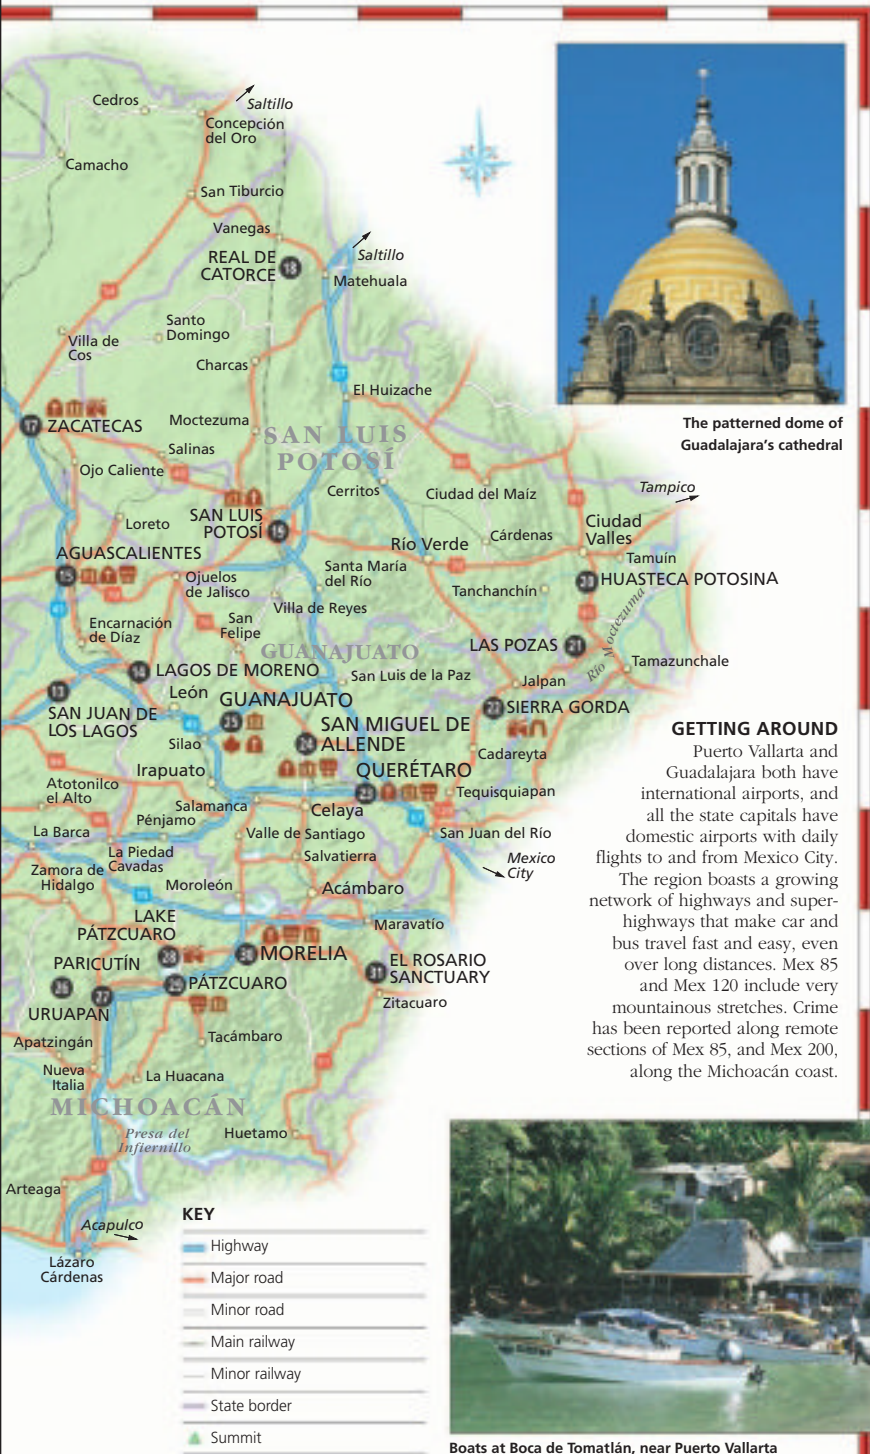 Cedros
Saltillo
Concepción
del Oro
Camacho
San Tiburcio
Vanegas
REAL DE
CATORCE
18
Saltillo
Matehuala
54
Santo
Domingo
Villa de
Cos
Charcas
57
El Huizache
The patterned dome of
Guadalajara's cathedral
17
ZACATECAS
Moctezuma
SAN LUIS
POTOSÍ
Salinas
Ojo Caliente
Cerritos
Ciudad del Maíz
Tampico
Loreto
SAN LUIS
POTOSÍ
19
Río Verde
Cárdenas
Ciudad
Valles
AGUASCALIENTES
15
Ojuelos
de Jalisco
Santa María
del Río
Tamuín
Tanchanchín
HUASTECA POTOSINA
Villa de Reyes
Encarnación
de Díaz
San
Felipe
GUANAJUATO
LAS POZAS
21
Río Moctezuma
14
LAGOS DE MORENO
San Luis de la Paz
Tamazunchale
Jalpan
13
SAN JUAN DE
LOS LAGOS
León
GUANAJUATO
22
SIERRA GORDA
Silao
24
SAN MIGUEL DE
ALLENDE
Cadareyta
GETTING AROUND
Puerto Vallarta and
Guadalajara both have
international airports, and
all the state capitals have
domestic airports with daily
flights to and from Mexico City.
The region boasts a growing
network of highways and super-
highways that make car and
bus travel fast and easy, even
over long distances. Mex 85
and Mex 120 include very
mountainous stretches. Crime
has been reported along remote
sections of Mex 85, and Mex 200,
along the Michoacán coast.
Irapuato
QUERÉTARO
23
Atotonilco
el Alto
Salamanca
Celaya
Tequisquiapan
Pénjamo
La Barca
Valle de Santiago
San Juan del Río
La Piedad
Cavadas
Salvatierra
Mexico
City
Zamora de
Hidalgo
Moroleón
Acámbaro
LAKE
PÁTZCUARO
28
Maravatío
30
MORELIA
PARICUTÍN
26
27
29
PÁTZCUARO
31
EL ROSARIO
SANCTUARY
Zitacuaro
URUAPAN
Apatzingán
Tacámbaro
Nueva
Italia
La Huacana
MICHOACÁN
Presa del
Infiernillo
Huetamo
Arteaga
Acapulco
Lázaro
Cárdenas
KEY
Highway
Major road
Minor road
Main railway
Minor railway
State border
Summit
Boats at Boca de Tomatlán, near Puerto Vallarta